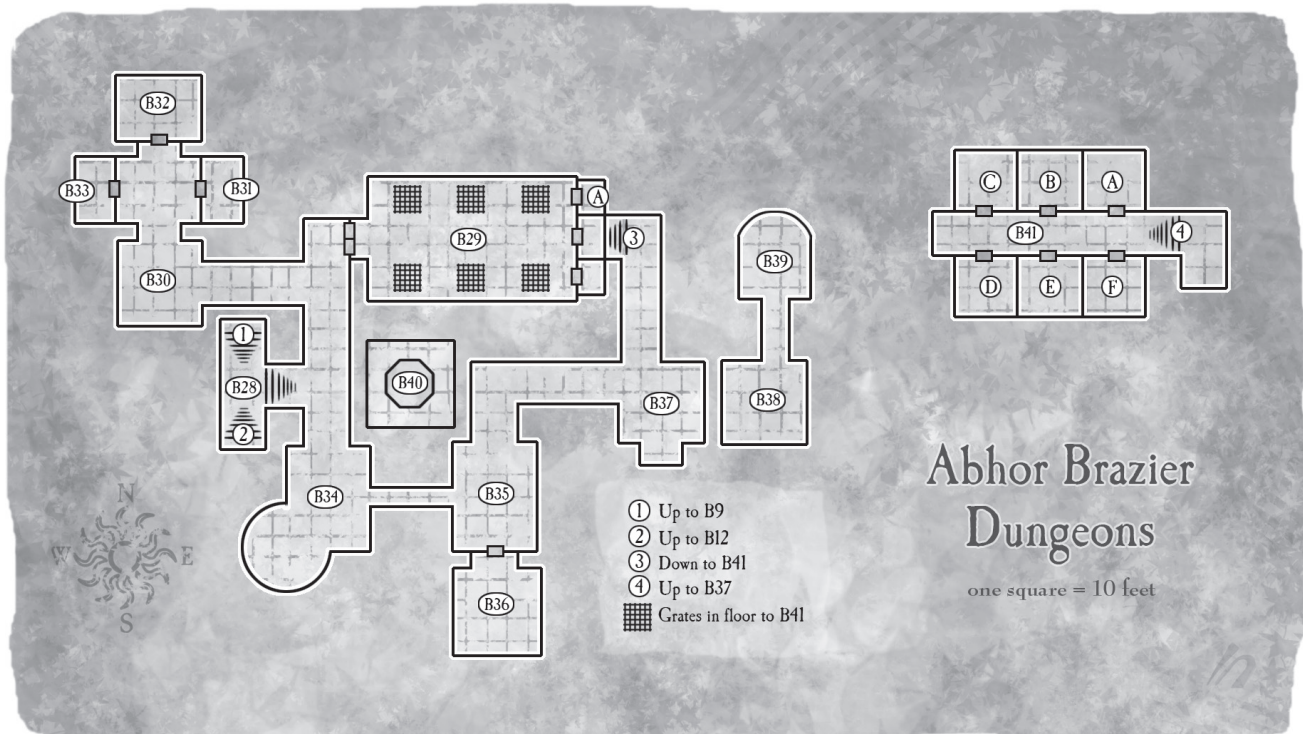 B32
B33
B31
B30
B29
A
3
1
B28
2
B40
B39
B38
B37
B34
B35
B36
C
B
A
B41
4
D
E
F
N
W
E
S
1 Up to B9
2 Up to B12
3 Down to B41
4 Up to B37
Grates in floor to B41
Abhor Brazier
Dungeons
one square = 10 feet